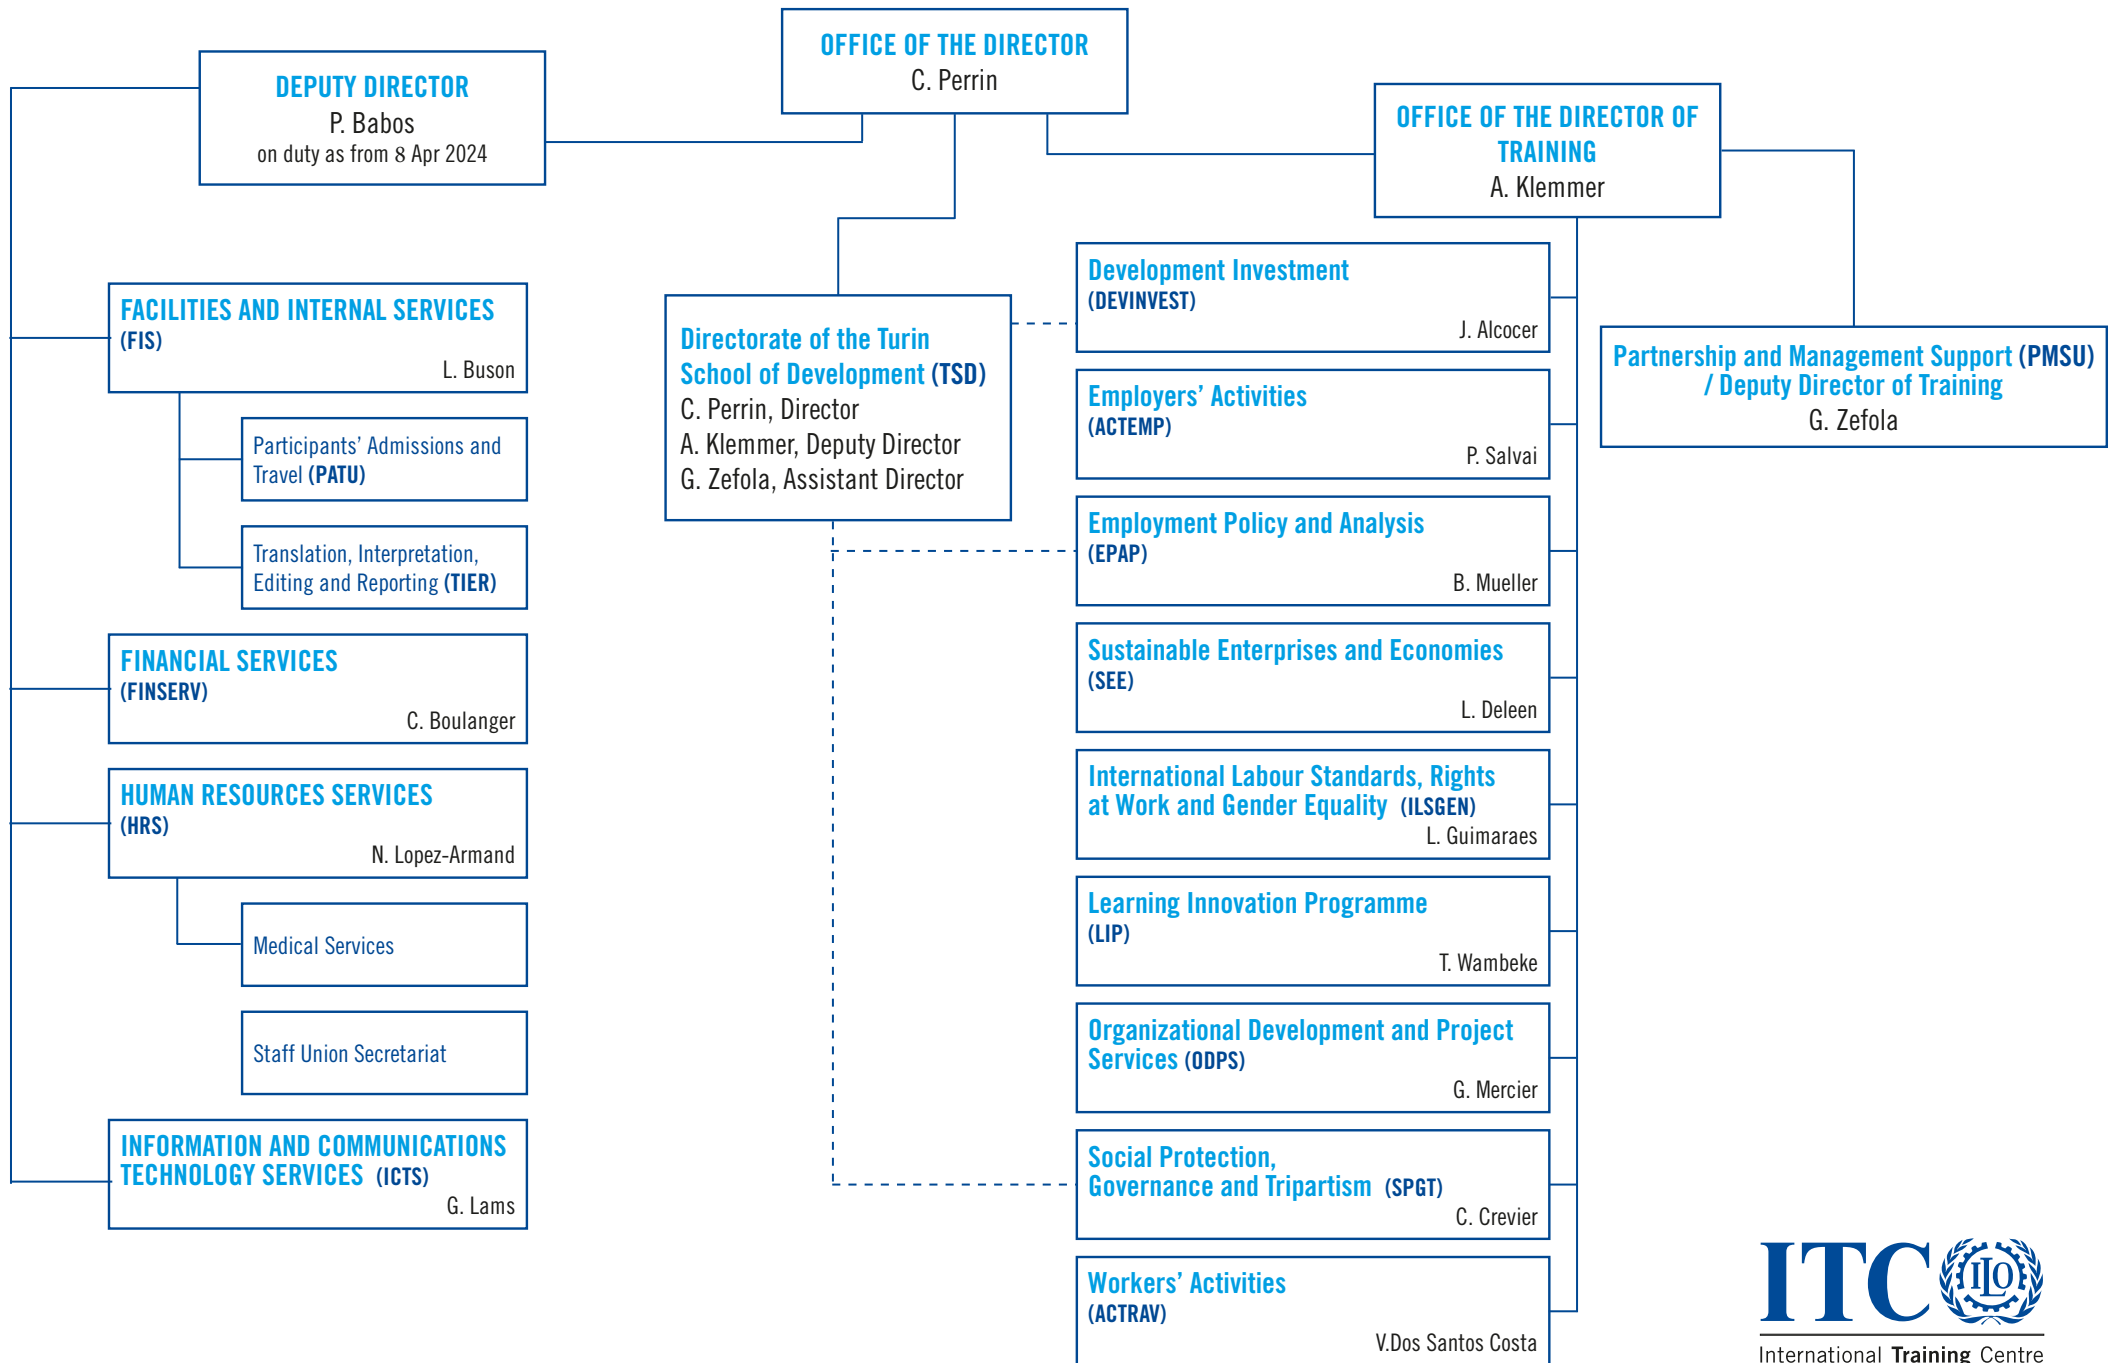 OFFICE OF THE DIRECTOR
C. Perrin
DEPUTY DIRECTOR
P. Babos
on duty as from 8 Apr 2024
OFFICE OF THE DIRECTOR OF
TRAINING
A. Klemmer
FACILITIES AND INTERNAL SERVICES
(FIS)
L. Buson
Participants’ Admissions and
Travel (PATU)
Translation, Interpretation,
Editing and Reporting (TIER)
FINANCIAL SERVICES
(FINSERV)
C. Boulanger
HUMAN RESOURCES SERVICES
(HRS)
N. Lopez-Armand
Medical Services
Staff Union Secretariat
INFORMATION AND COMMUNICATIONS
TECHNOLOGY SERVICES (ICTS)
G. Lams
Directorate of the Turin
School of Development (TSD)
C. Perrin, Director
A. Klemmer, Deputy Director
G. Zefola, Assistant Director
Development Investment
(DEVINVEST)
J. Alcocer
Employers’ Activities
(ACTEMP)
P. Salvai
Employment Policy and Analysis
(EPAP)
B. Mueller
Sustainable Enterprises and Economies
(SEE)
L. Deleen
International Labour Standards, Rights
at Work and Gender Equality (ILSGEN)
L. Guimaraes
Learning Innovation Programme
(LIP)
T. Wambeke
Organizational Development and Project
Services (ODPS)
G. Mercier
Social Protection,
Governance and Tripartism (SPGT)
C. Crevier
Workers’ Activities
(ACTRAV)
V.Dos Santos Costa
Partnership and Management Support (PMSU)
/ Deputy Director of Training
G. Zefola
ITC
ILO
International Training Centre